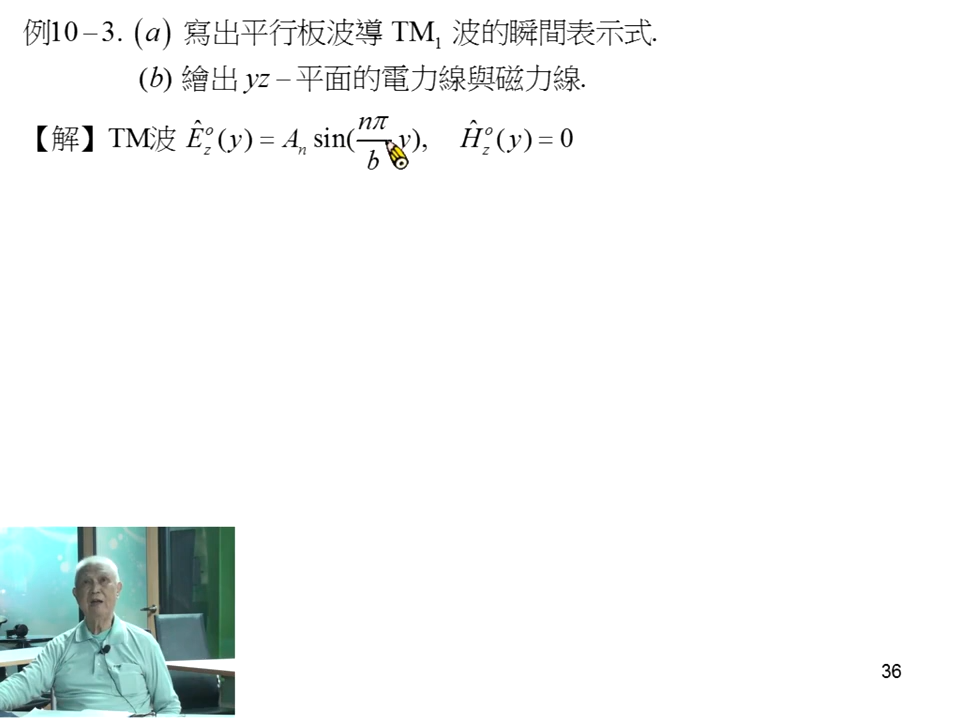 例10－3. (a) 寫出平行板波導 TM₁ 波的瞬間表示式.
(b) 繪出 yz－平面的電力線與磁力線.
【解】TM波 Ê_z^o(y) = A_n sin(nπ/b y), Ĥ_z^o(y) = 0
36